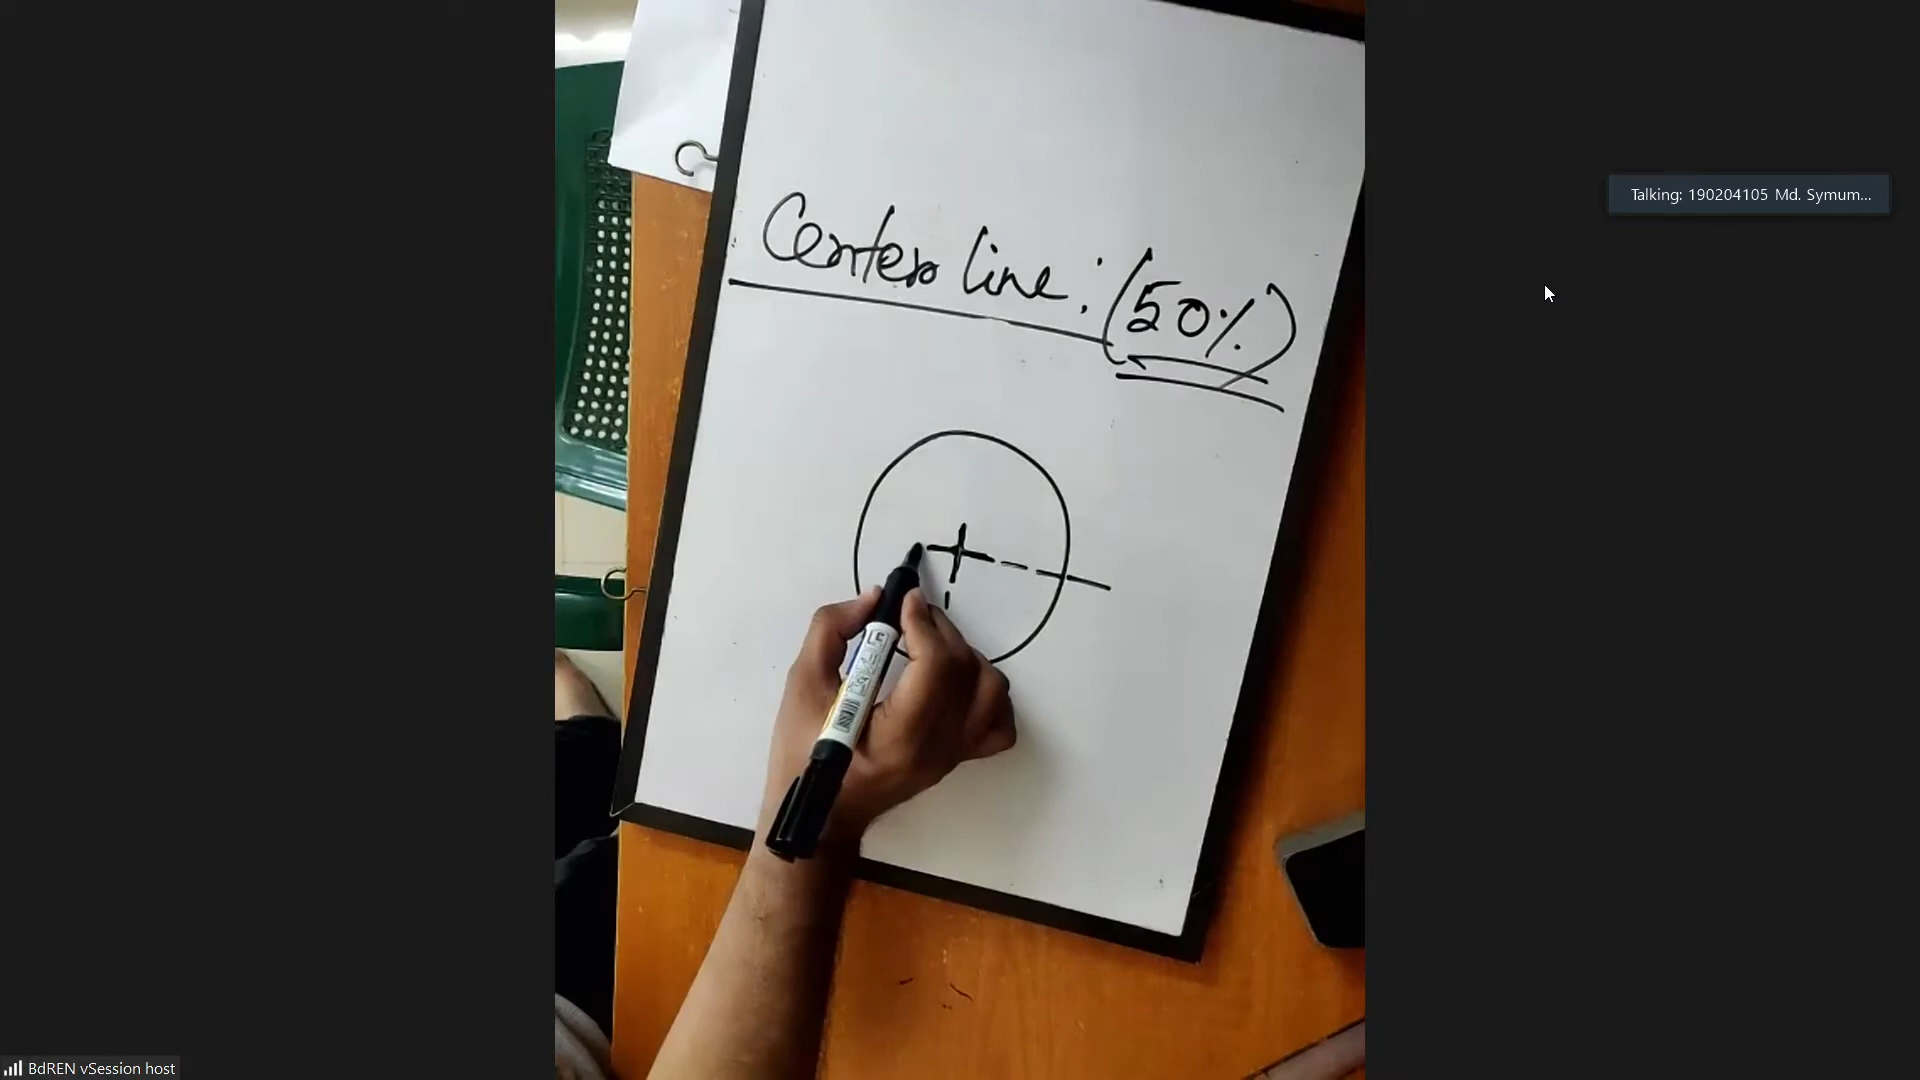 Talking: 190204105 Md. Symum...
Center line: (50%)
BdREN vSession host